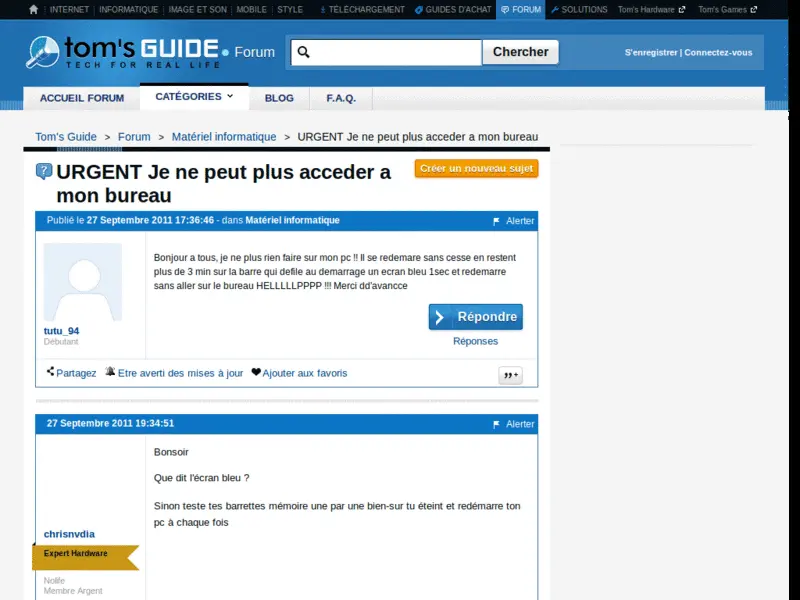 INTERNET INFORMATIQUE IMAGE ET SON MOBILE STYLE TÉLÉCHARGEMENT GUIDES D'ACHAT FORUM SOLUTIONS Tom's Hardware Tom's Games
tom's GUIDE Forum Chercher S'enregistrer | Connectez-vous
TECH FOR REAL LIFE
ACCUEIL FORUM CATÉGORIES BLOG F.A.Q.
Tom's Guide > Forum > Matériel informatique > URGENT Je ne peut plus acceder a mon bureau
URGENT Je ne peut plus acceder a
mon bureau
Créer un nouveau sujet
Publié le 27 Septembre 2011 17:36:46 - dans Matériel informatique Alerter
Bonjour a tous, je ne plus rien faire sur mon pc !! Il se redemare sans cesse en restent
plus de 3 min sur la barre qui defile au demarrage un ecran bleu 1sec et redemarre
sans aller sur le bureau HELLLLLPPPP !!! Merci dd'avancce
tutu_94
Débutant
Répondre
Réponses
Partagez Etre averti des mises à jour Ajouter aux favoris
27 Septembre 2011 19:34:51 Alerter
Bonsoir
Que dit l'écran bleu ?
Sinon teste tes barrettes mémoire une par une bien-sur tu éteint et redémarre ton
pc à chaque fois
chrisnvdia
Expert Hardware
Nolife
Membre Argent